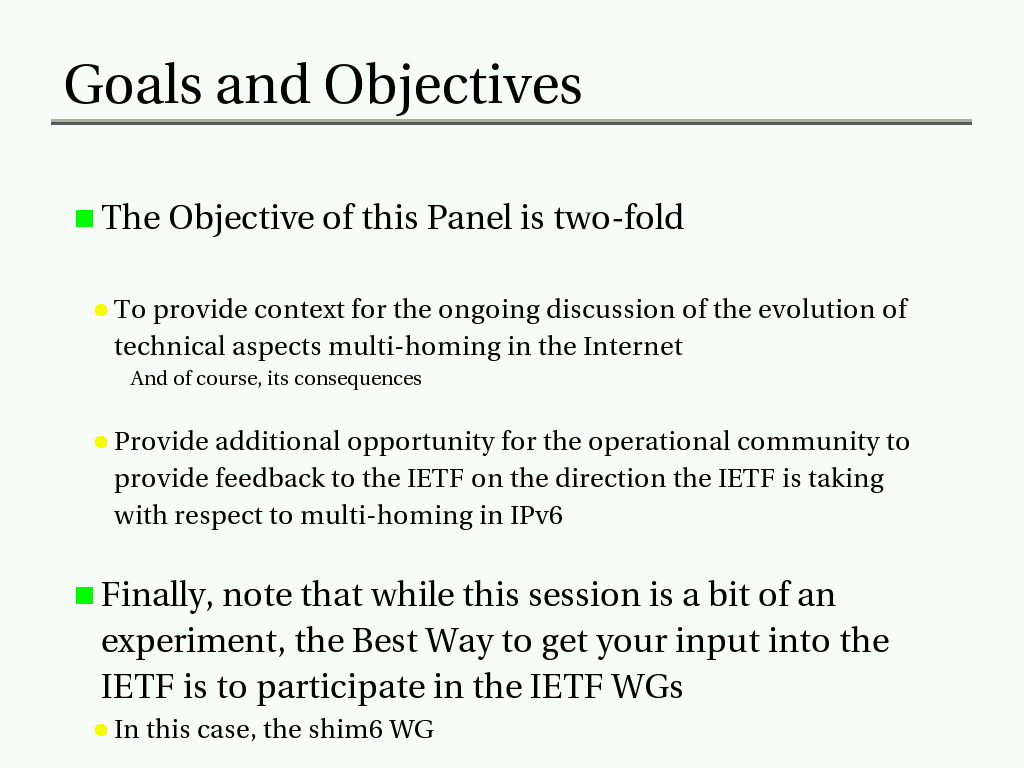 Goals and Objectives
The Objective of this Panel is two-fold
To provide context for the ongoing discussion of the evolution of
technical aspects multi-homing in the Internet
And of course, its consequences
Provide additional opportunity for the operational community to
provide feedback to the IETF on the direction the IETF is taking
with respect to multi-homing in IPv6
Finally, note that while this session is a bit of an
experiment, the Best Way to get your input into the
IETF is to participate in the IETF WGs
In this case, the shim6 WG